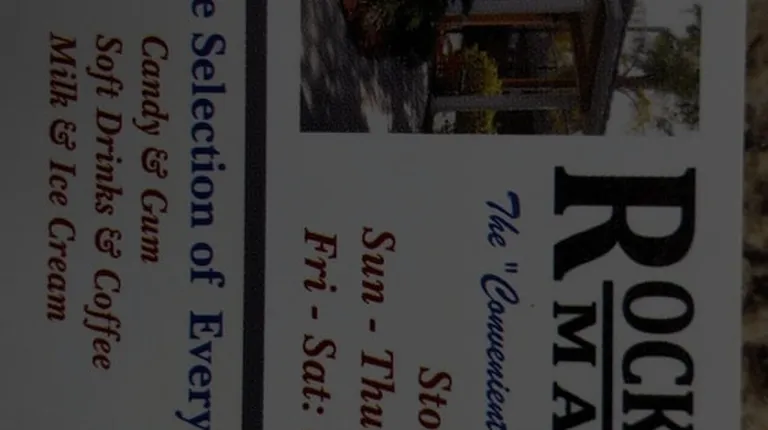 ROCK
MA
The "Convenient
Sto
Sun - Thu
Fri - Sat:
e Selection of Every
Candy & Gum
Soft Drinks & Coffee
Milk & Ice Cream